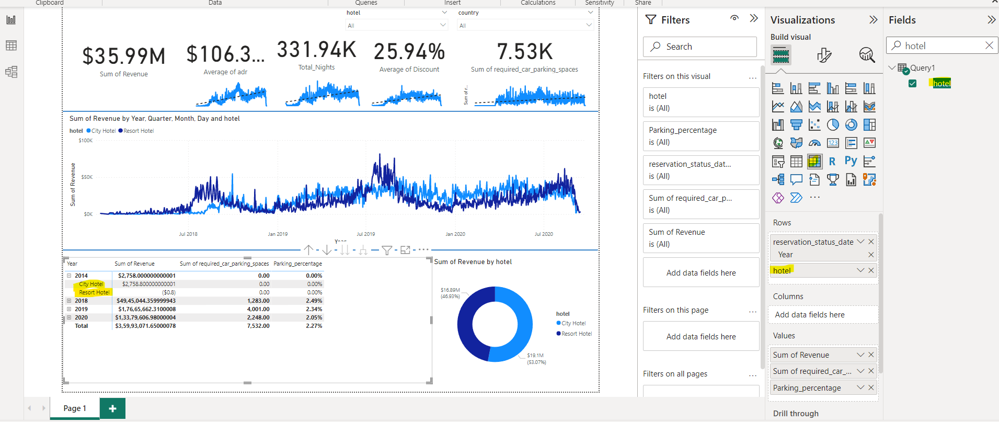 Clipboard
Data
Queries
Insert
Calculations
Sensitivity
Share
hotel
All
country
All
$35.99M
Sum of Revenue
$106.3...
Average of adr
331.94K
Total_Nights
25.94%
Average of Discount
7.53K
Sum of required_car_parking_spaces
Sum of r...
Sum of Revenue by Year, Quarter, Month, Day and hotel
hotel City Hotel Resort Hotel
$100K
$50K
$0K
Sum of Revenue
Jul 2018 Jan 2019 Jul 2019 Jan 2020 Jul 2020
Year Sum of Revenue Sum of required_car_parking_spaces Parking_percentage
2014 $2,758.000000000001 0.00 0.00%
City Hotel $2,758.800000000001 0.00 0.00%
Resort Hotel ($0.8) 0.00 0.00%
2018 $49,45,044.359999943 1,283.00 2.49%
2019 $1,76,65,662.3100008 4,001.00 2.34%
2020 $1,33,79,606.98000004 2,248.00 2.05%
Total $3,59,93,071.65000078 7,532.00 2.27%
Sum of Revenue by hotel
$16.89M
(46.93%)
$19.1M
(53.07%)
hotel
City Hotel
Resort Hotel
Page 1
+
Filters
Search
Filters on this visual ...
hotel
is (All)
Parking_percentage
is (All)
reservation_status_dat...
is (All)
Sum of required_car_p...
is (All)
Sum of Revenue
is (All)
Add data fields here
Filters on this page ...
Add data fields here
Filters on all pages ...
Visualizations
Build visual
123
R Py
...
Rows
reservation_status_date
Year
hotel
Columns
Add data fields here
Values
Sum of Revenue
Sum of required_car_...
Parking_percentage
Drill through
Fields
hotel
Query1
hotel